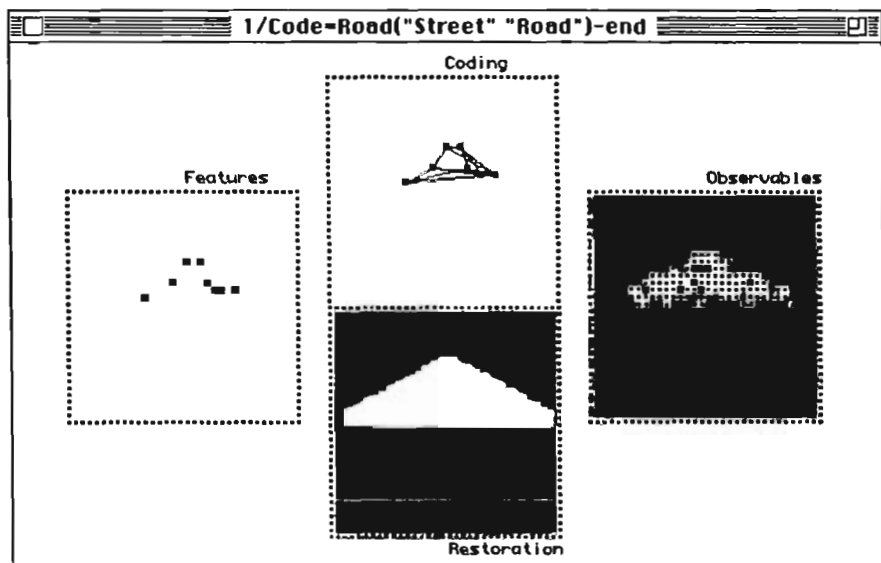 1/Code=Road("Street" "Road")-end
Coding
Features
Observables
Restoration